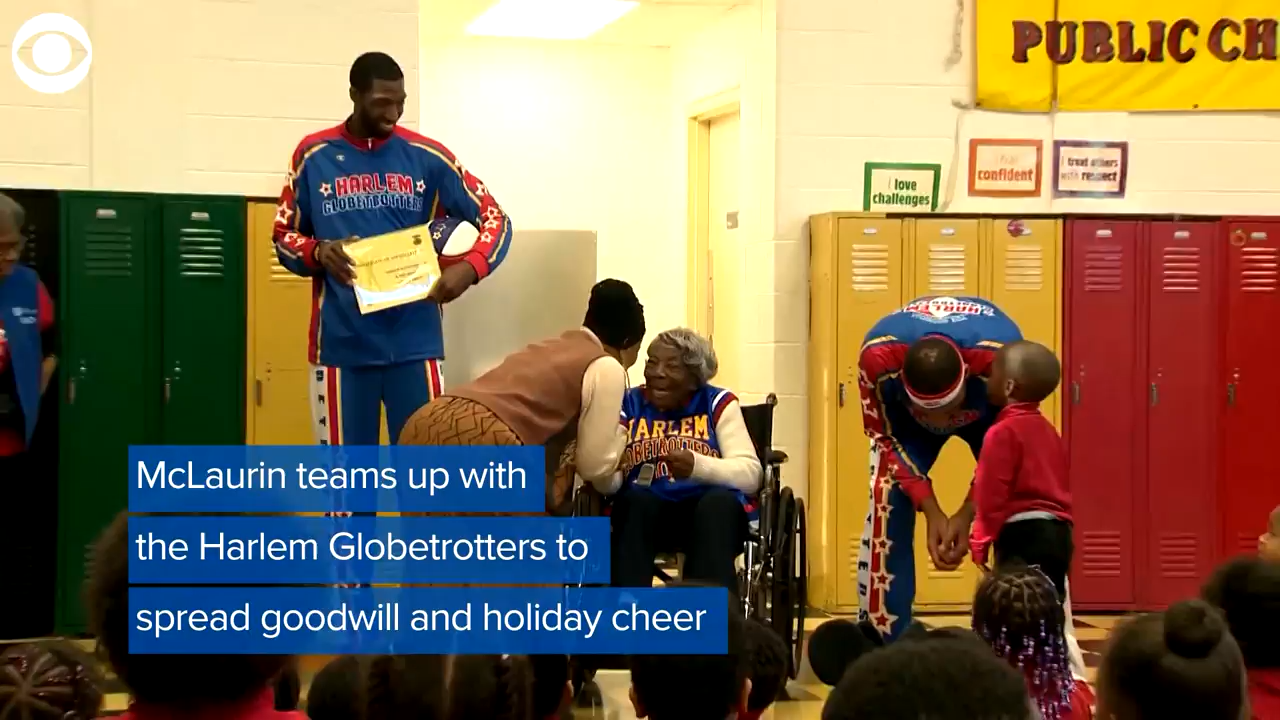 PUBLIC CH
I love
challenges
confident
I treat others
with respect
HARLEM
GLOBETROTTERS
HARLEM
McLaurin teams up with
the Harlem Globetrotters to
spread goodwill and holiday cheer